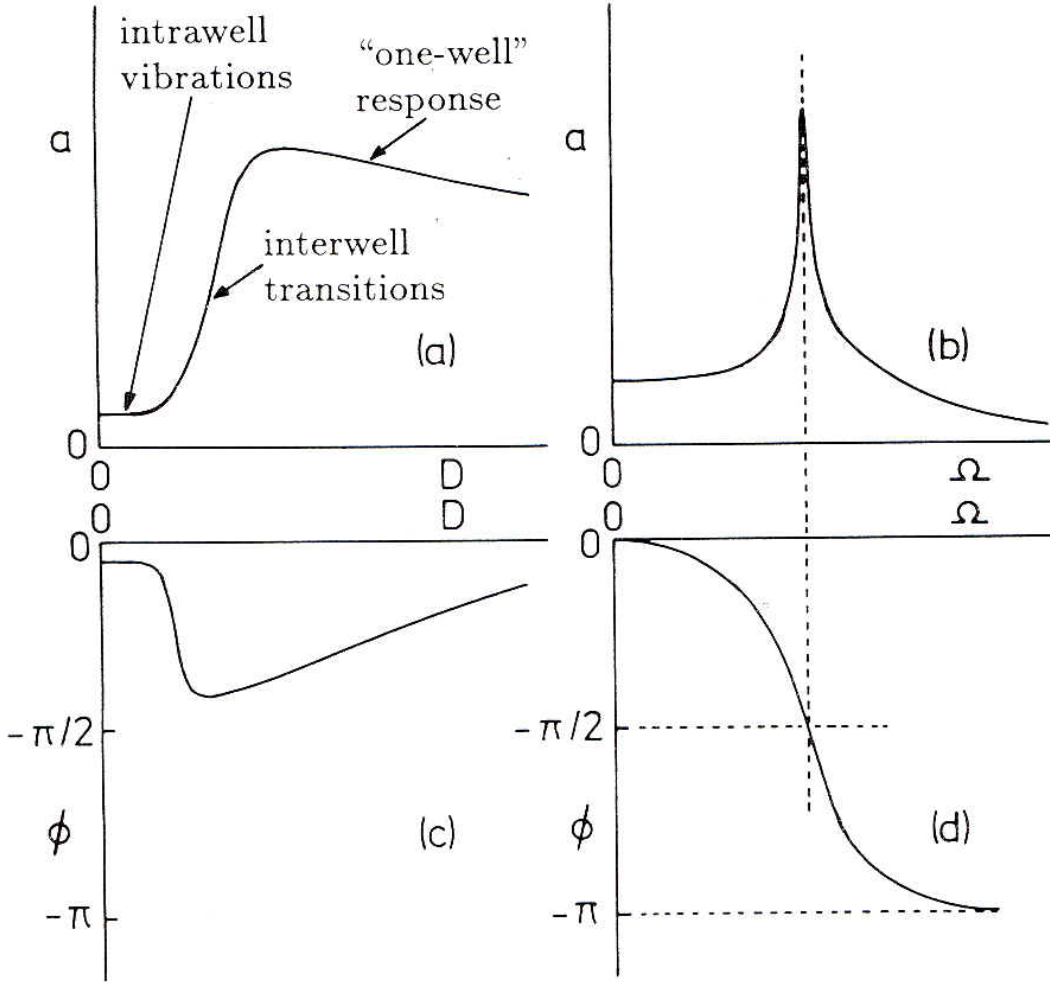 intrawell
vibrations
“one-well”
response
a
interwell
transitions
(a)
0
0
D
a
(b)
0
0
Ω
0
D
0
-π/2
ϕ
(c)
-π
0
Ω
0
-π/2
ϕ
(d)
-π